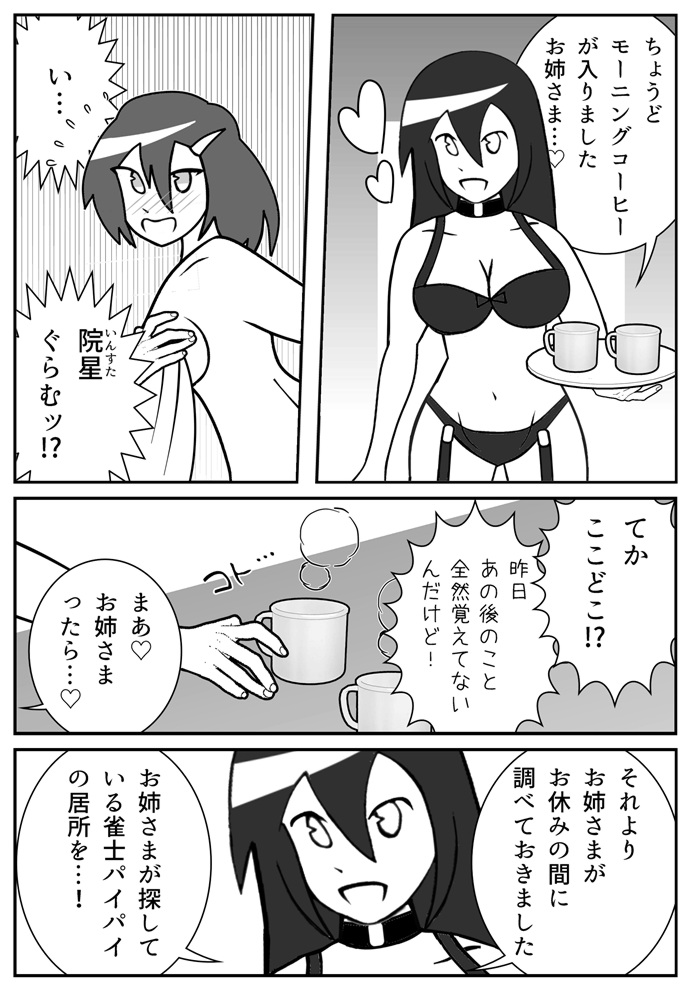 ちょうど
モーニングコーヒー
が入りました
お姉さま…♡
い…
院星
いんすた
ぐらむッ!?
てか
ここどこ!?
昨日
あの後のこと
全然覚えてない
んだけど!
コト…
まあ♡
お姉さま
ったら…♡
それより
お姉さまが
お休みの間に
調べておきました
お姉さまが探して
いる雀士パイパイ
の居所を…!